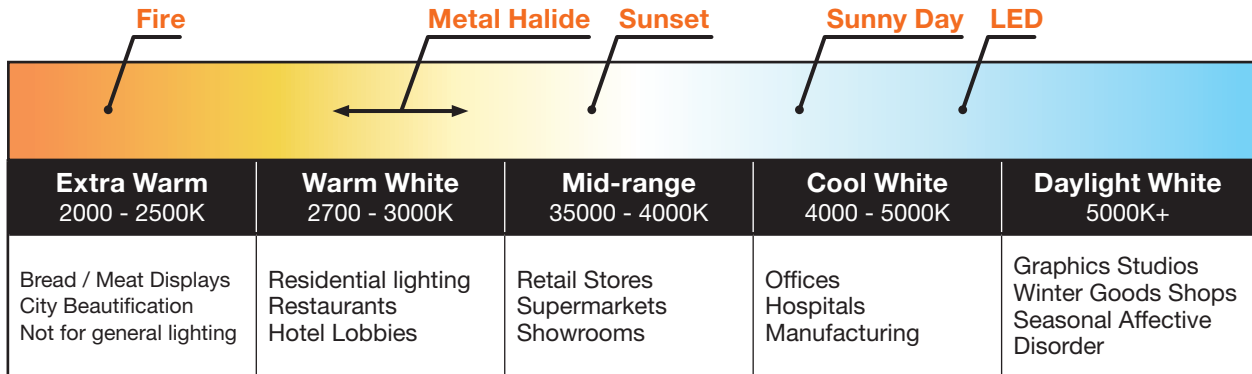 Fire
Metal Halide
Sunset
Sunny Day
LED
Extra Warm
2000 - 2500K
Warm White
2700 - 3000K
Mid-range
35000 - 4000K
Cool White
4000 - 5000K
Daylight White
5000K+
Bread / Meat Displays
City Beautification
Not for general lighting
Residential lighting
Restaurants
Hotel Lobbies
Retail Stores
Supermarkets
Showrooms
Offices
Hospitals
Manufacturing
Graphics Studios
Winter Goods Shops
Seasonal Affective
Disorder